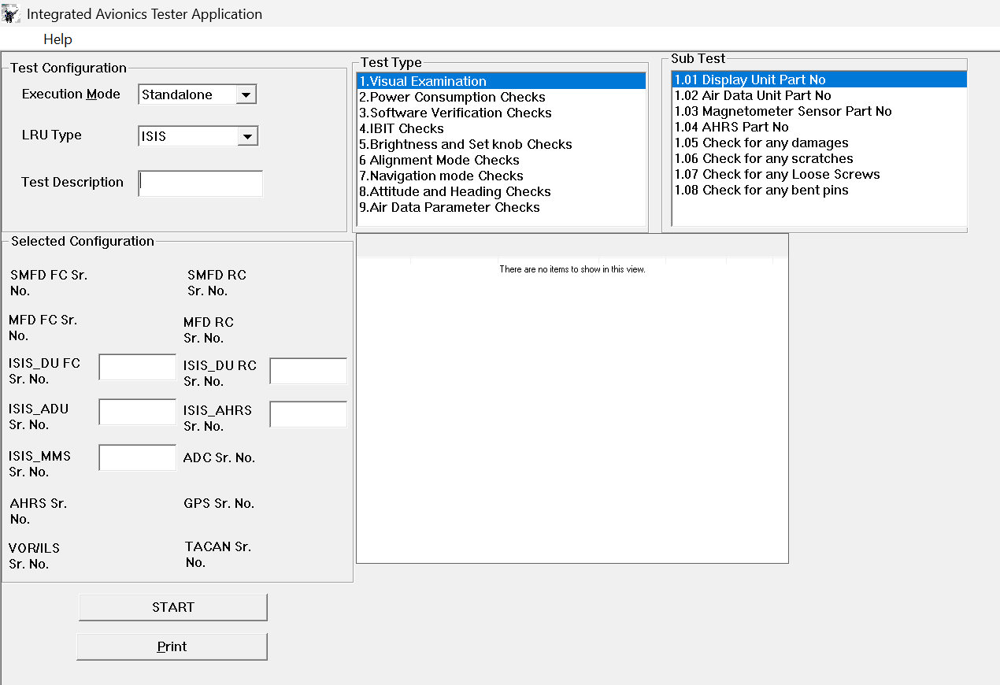 Integrated Avionics Tester Application
Help
Test Configuration
Execution Mode
Standalone
LRU Type
ISIS
Test Description
Test Type
1.Visual Examination
2.Power Consumption Checks
3.Software Verification Checks
4.IBIT Checks
5.Brightness and Set knob Checks
6 Alignment Mode Checks
7.Navigation mode Checks
8.Attitude and Heading Checks
9.Air Data Parameter Checks
Sub Test
1.01 Display Unit Part No
1.02 Air Data Unit Part No
1.03 Magnetometer Sensor Part No
1.04 AHRS Part No
1.05 Check for any damages
1.06 Check for any scratches
1.07 Check for any Loose Screws
1.08 Check for any bent pins
Selected Configuration
SMFD FC Sr.
No.
SMFD RC
Sr. No.
MFD FC Sr.
No.
MFD RC
Sr. No.
ISIS_DU FC
Sr. No.
ISIS_DU RC
Sr. No.
ISIS_ADU
Sr. No.
ISIS_AHRS
Sr. No.
ISIS_MMS
Sr. No.
ADC Sr. No.
AHRS Sr.
No.
GPS Sr. No.
VOR/ILS
Sr. No.
TACAN Sr.
No.
There are no items to show in this view.
START
Print